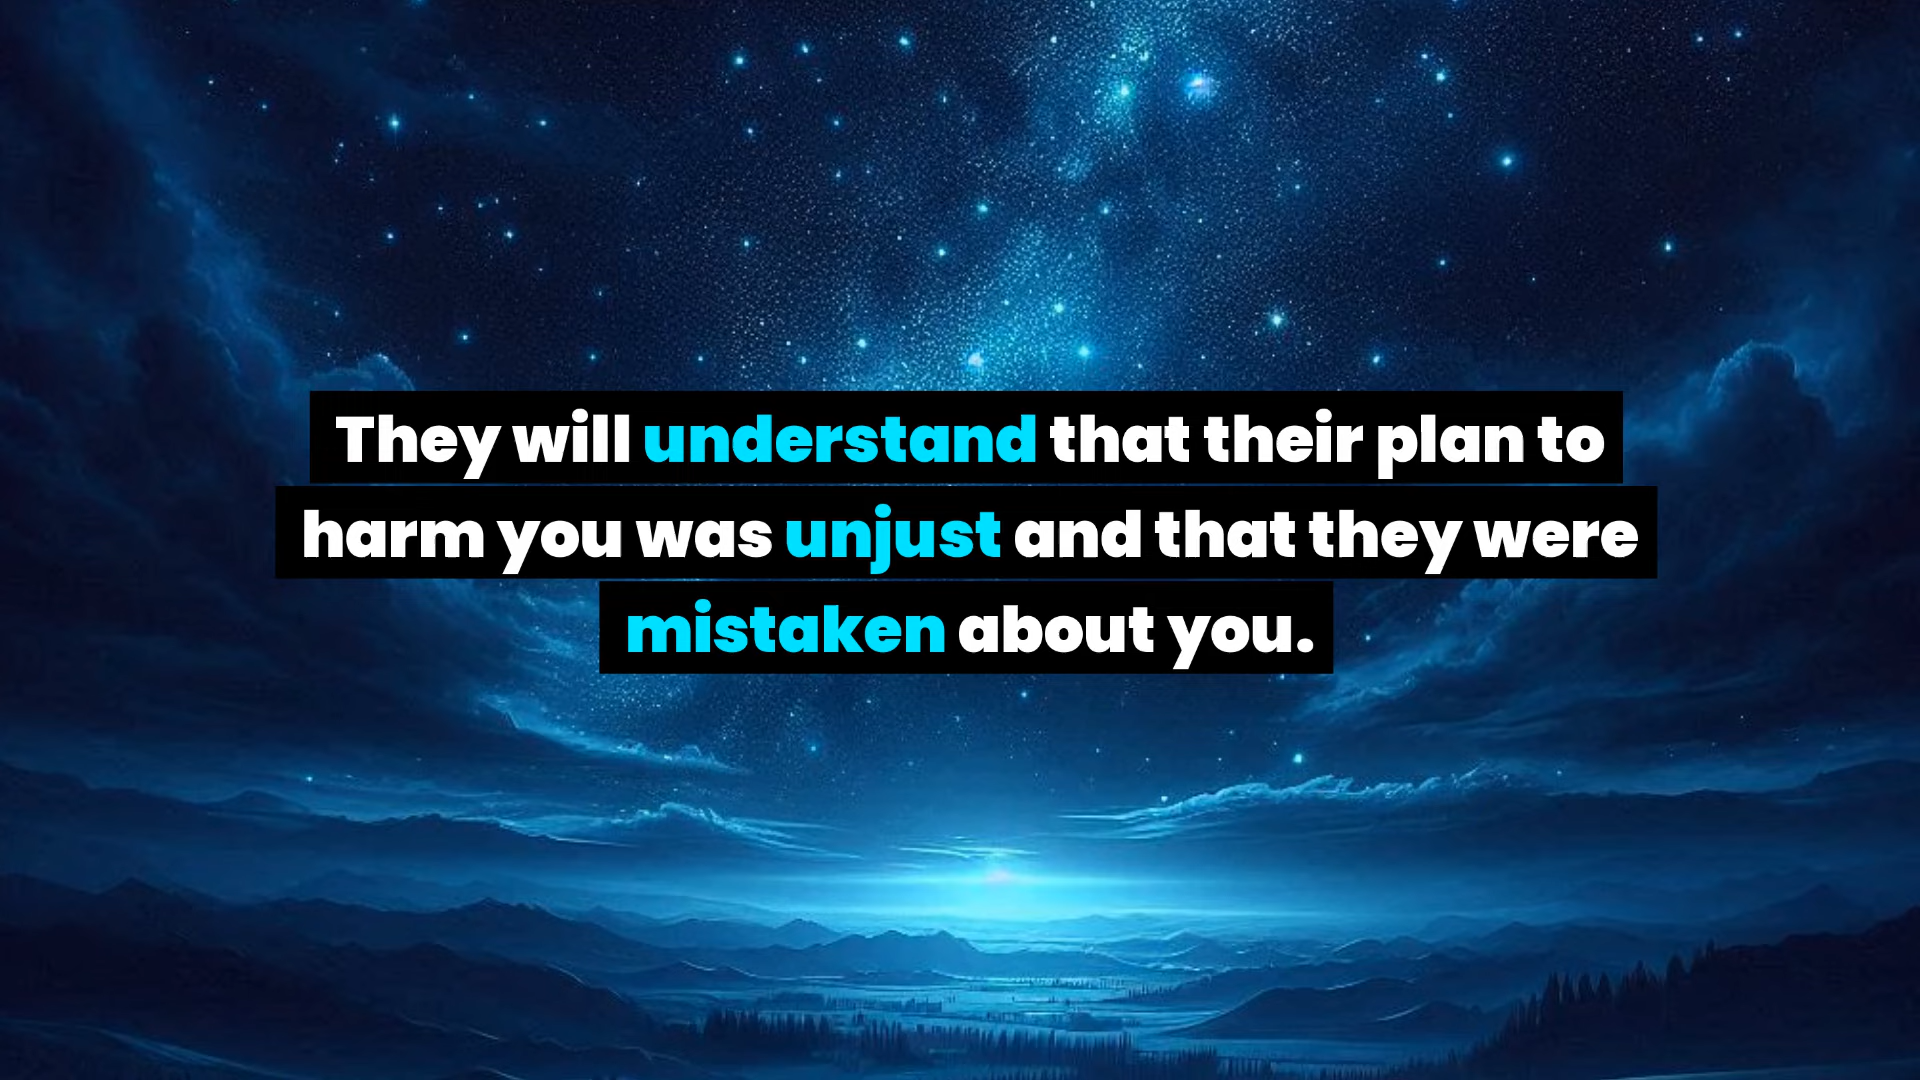 They will understand that their plan to
harm you was unjust and that they were
mistaken about you.